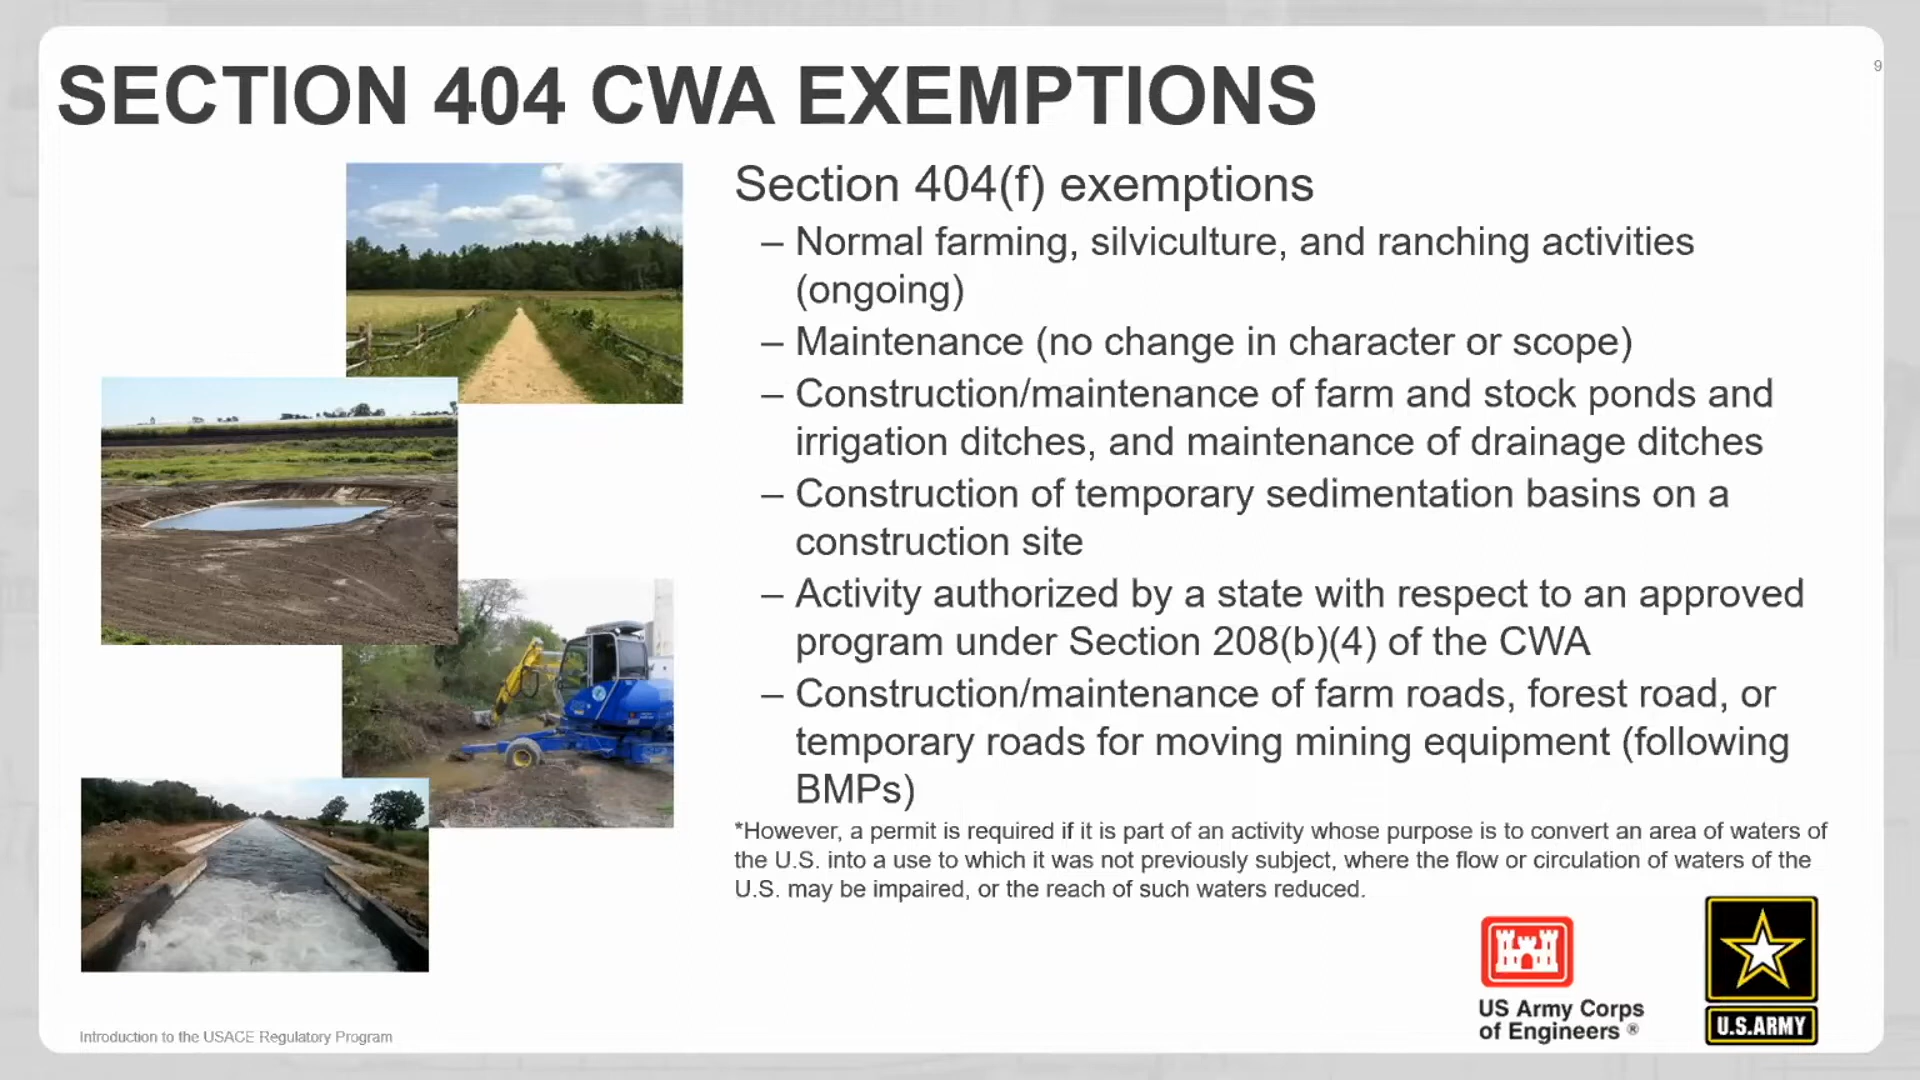 SECTION 404 CWA EXEMPTIONS
9
Section 404(f) exemptions
– Normal farming, silviculture, and ranching activities
(ongoing)
– Maintenance (no change in character or scope)
– Construction/maintenance of farm and stock ponds and
irrigation ditches, and maintenance of drainage ditches
– Construction of temporary sedimentation basins on a
construction site
– Activity authorized by a state with respect to an approved
program under Section 208(b)(4) of the CWA
– Construction/maintenance of farm roads, forest road, or
temporary roads for moving mining equipment (following
BMPs)
*However, a permit is required if it is part of an activity whose purpose is to convert an area of waters of
the U.S. into a use to which it was not previously subject, where the flow or circulation of waters of the
U.S. may be impaired, or the reach of such waters reduced.
US Army Corps
of Engineers ®
U.S.ARMY
Introduction to the USACE Regulatory Program